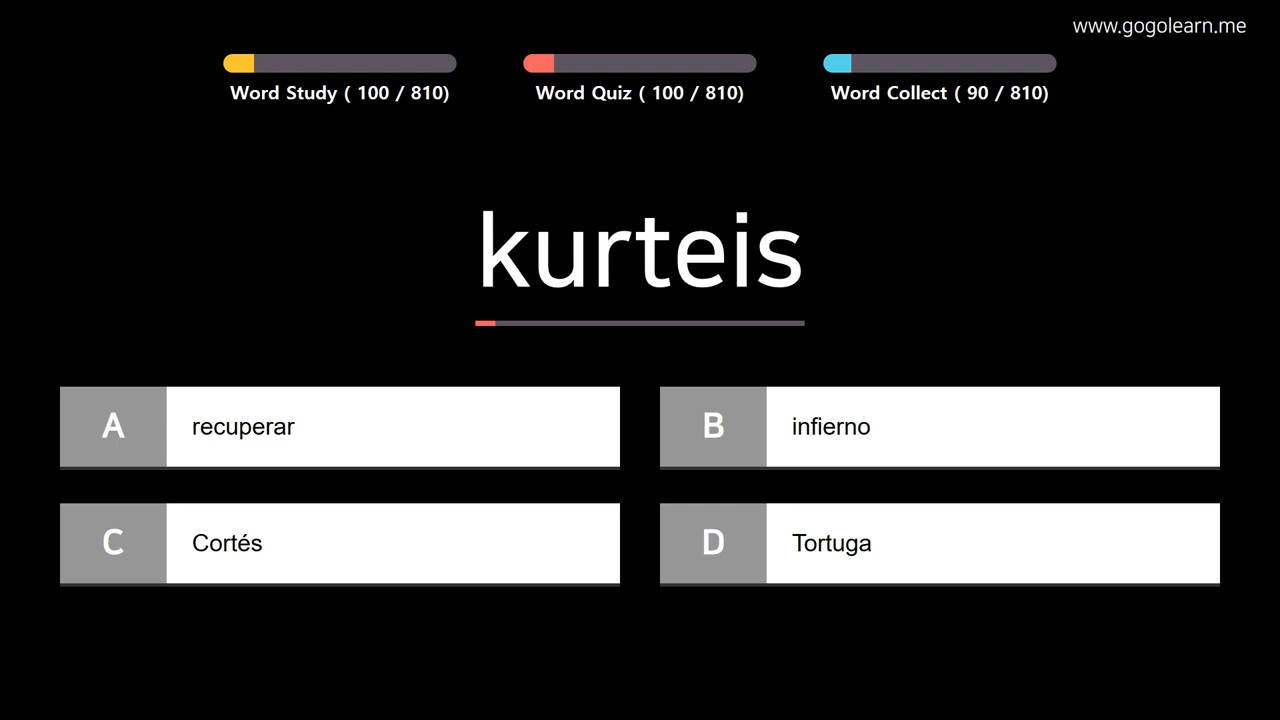 www.gogolearn.me
Word Study ( 100 / 810)
Word Quiz ( 100 / 810)
Word Collect ( 90 / 810)
kurteis
A recuperar
B infierno
C Cortés
D Tortuga